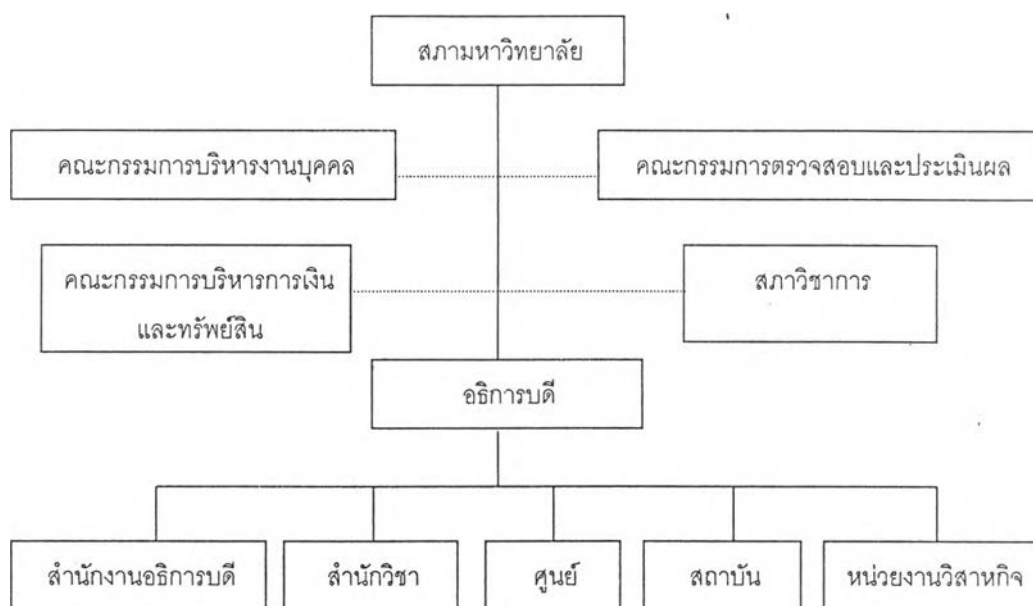 สภามหาวิทยาลัย
คณะกรรมการบริหารงานบุคคล
คณะกรรมการตรวจสอบและประเมินผล
คณะกรรมการบริหารการเงิน
และทรัพย์สิน
สภาวิชาการ
อธิการบดี
สำนักงานอธิการบดี
สำนักวิชา
ศูนย์
สถาบัน
หน่วยงานวิสาหกิจ